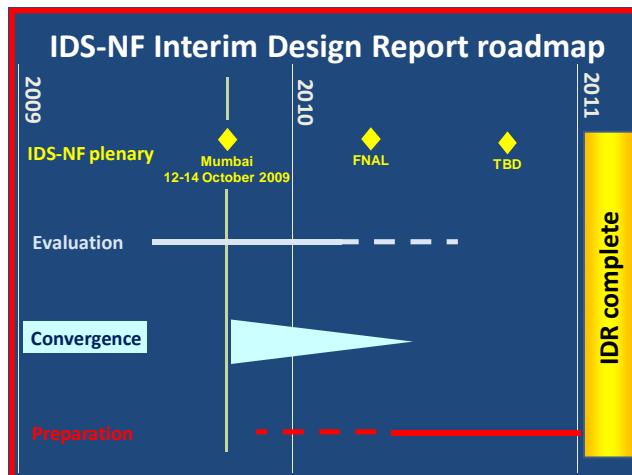 IDS-NF Interim Design Report roadmap
2009
2010
2011
IDS-NF plenary
Mumbai
12-14 October 2009
FNAL
TBD
Evaluation
Convergence
Preparation
IDR complete